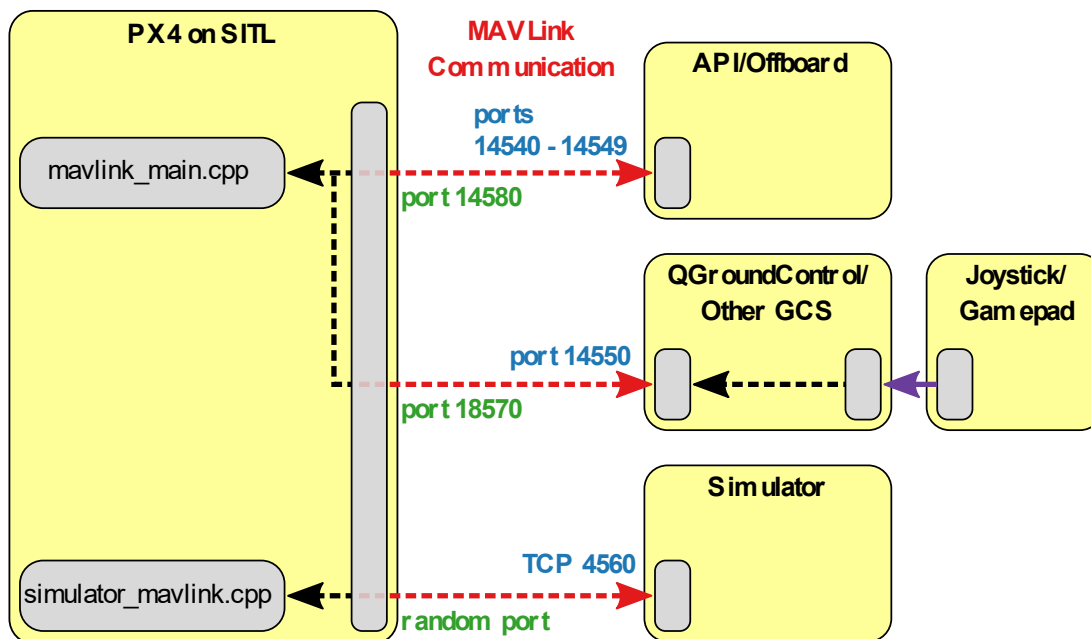 PX4 on SITL
mavlink_main.cpp
simulator_mavlink.cpp
MAVLink
Communication
ports
14540 - 14549
port 14580
API/Offboard
port 14550
port 18570
QGroundControl/
Other GCS
Joystick/
Gamepad
TCP 4560
random port
Simulator